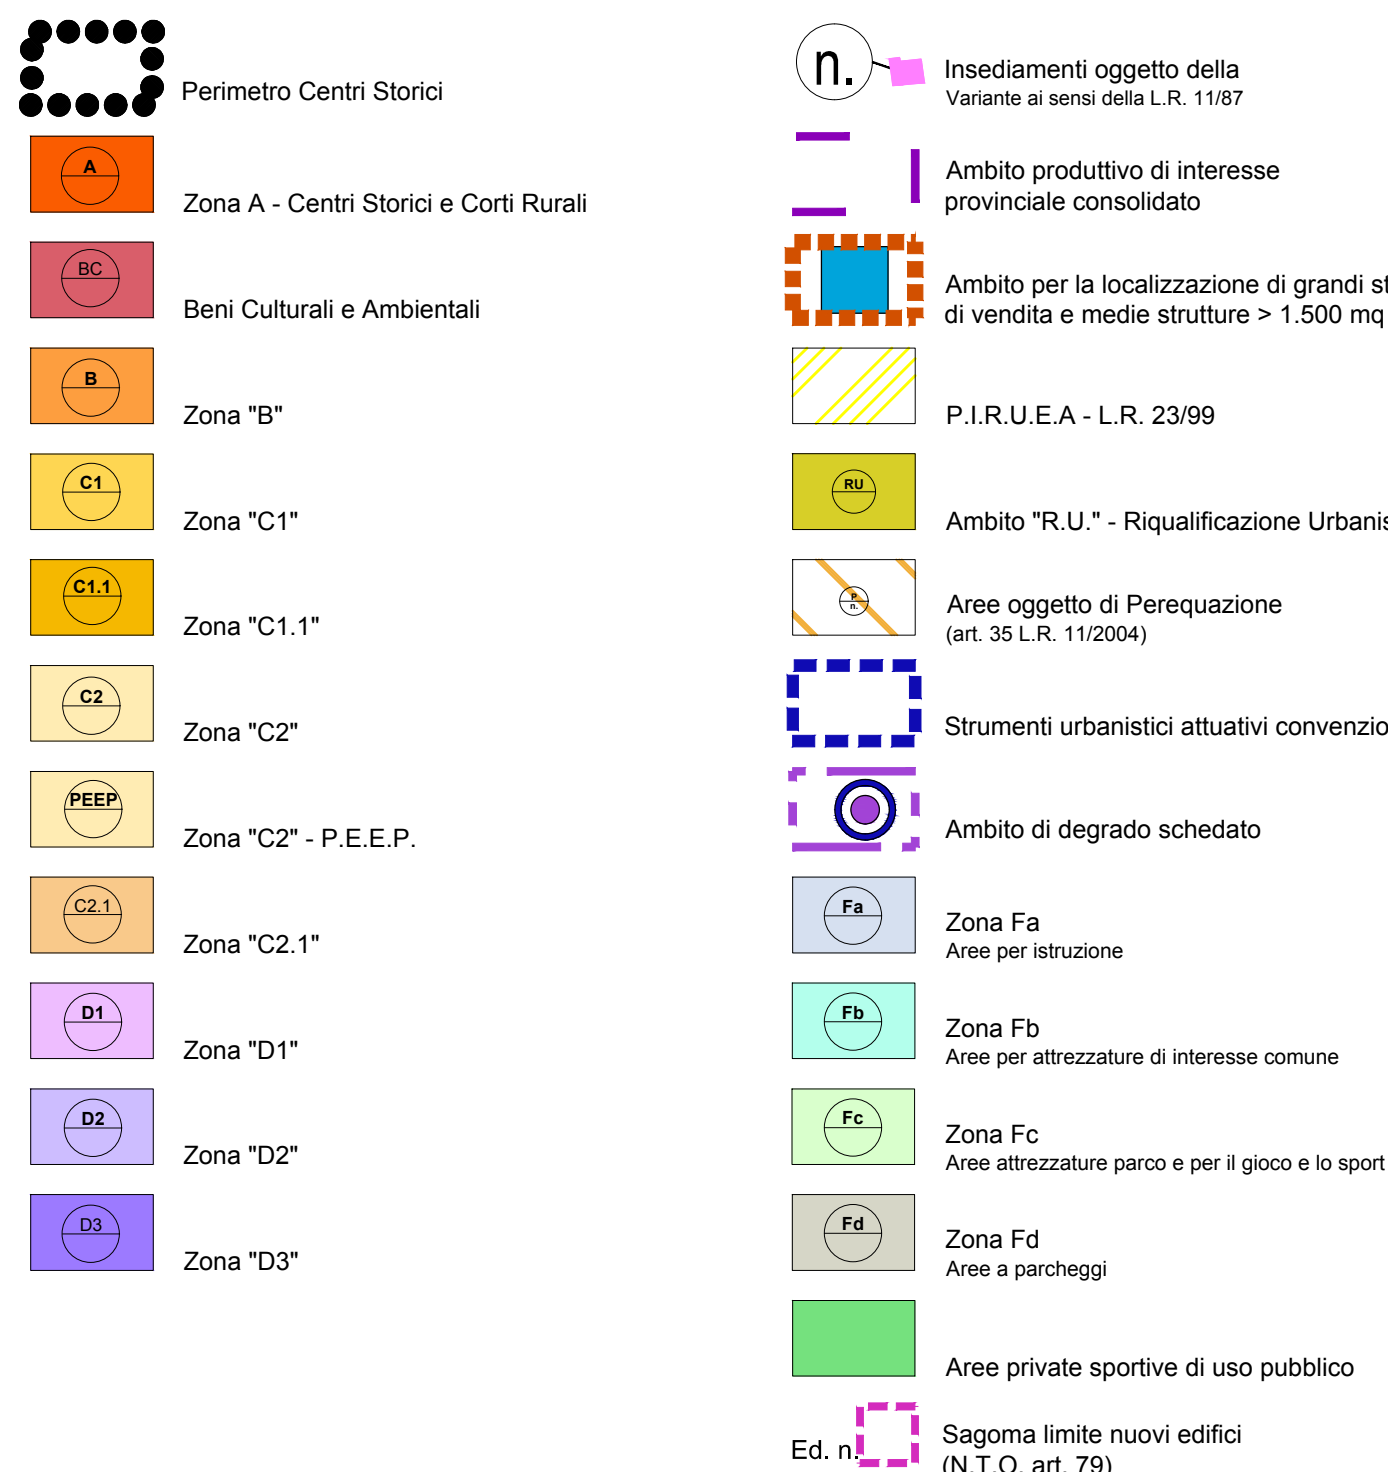 Perimetro Centri Storici
A
Zona A - Centri Storici e Corti Rurali
BC
Beni Culturali e Ambientali
B
Zona "B"
C1
Zona "C1"
C1.1
Zona "C1.1"
C2
Zona "C2"
PEEP
Zona "C2" - P.E.E.P.
C2.1
Zona "C2.1"
D1
Zona "D1"
D2
Zona "D2"
D3
Zona "D3"
n.
Insediamenti oggetto della
Variante ai sensi della L.R. 11/87
Ambito produttivo di interesse
provinciale consolidato
Ambito per la localizzazione di grandi
di vendita e medie strutture > 1.500 mq
P.I.R.U.E.A - L.R. 23/99
RU
Ambito "R.U." - Riqualificazione
P
n.
Aree oggetto di Perequazione
(art. 35 L.R. 11/2004)
Strumenti urbanistici attuativi
Ambito di degrado schedato
Fa
Zona Fa
Aree per istruzione
Fb
Zona Fb
Aree per attrezzature di interesse comune
Fc
Zona Fc
Aree attrezzature parco e per il gioco e lo sport
Fd
Zona Fd
Aree a parcheggi
Aree private sportive di uso pubblico
Ed. n.
Sagoma limite nuovi edifici
(N.T.O. art. 79)